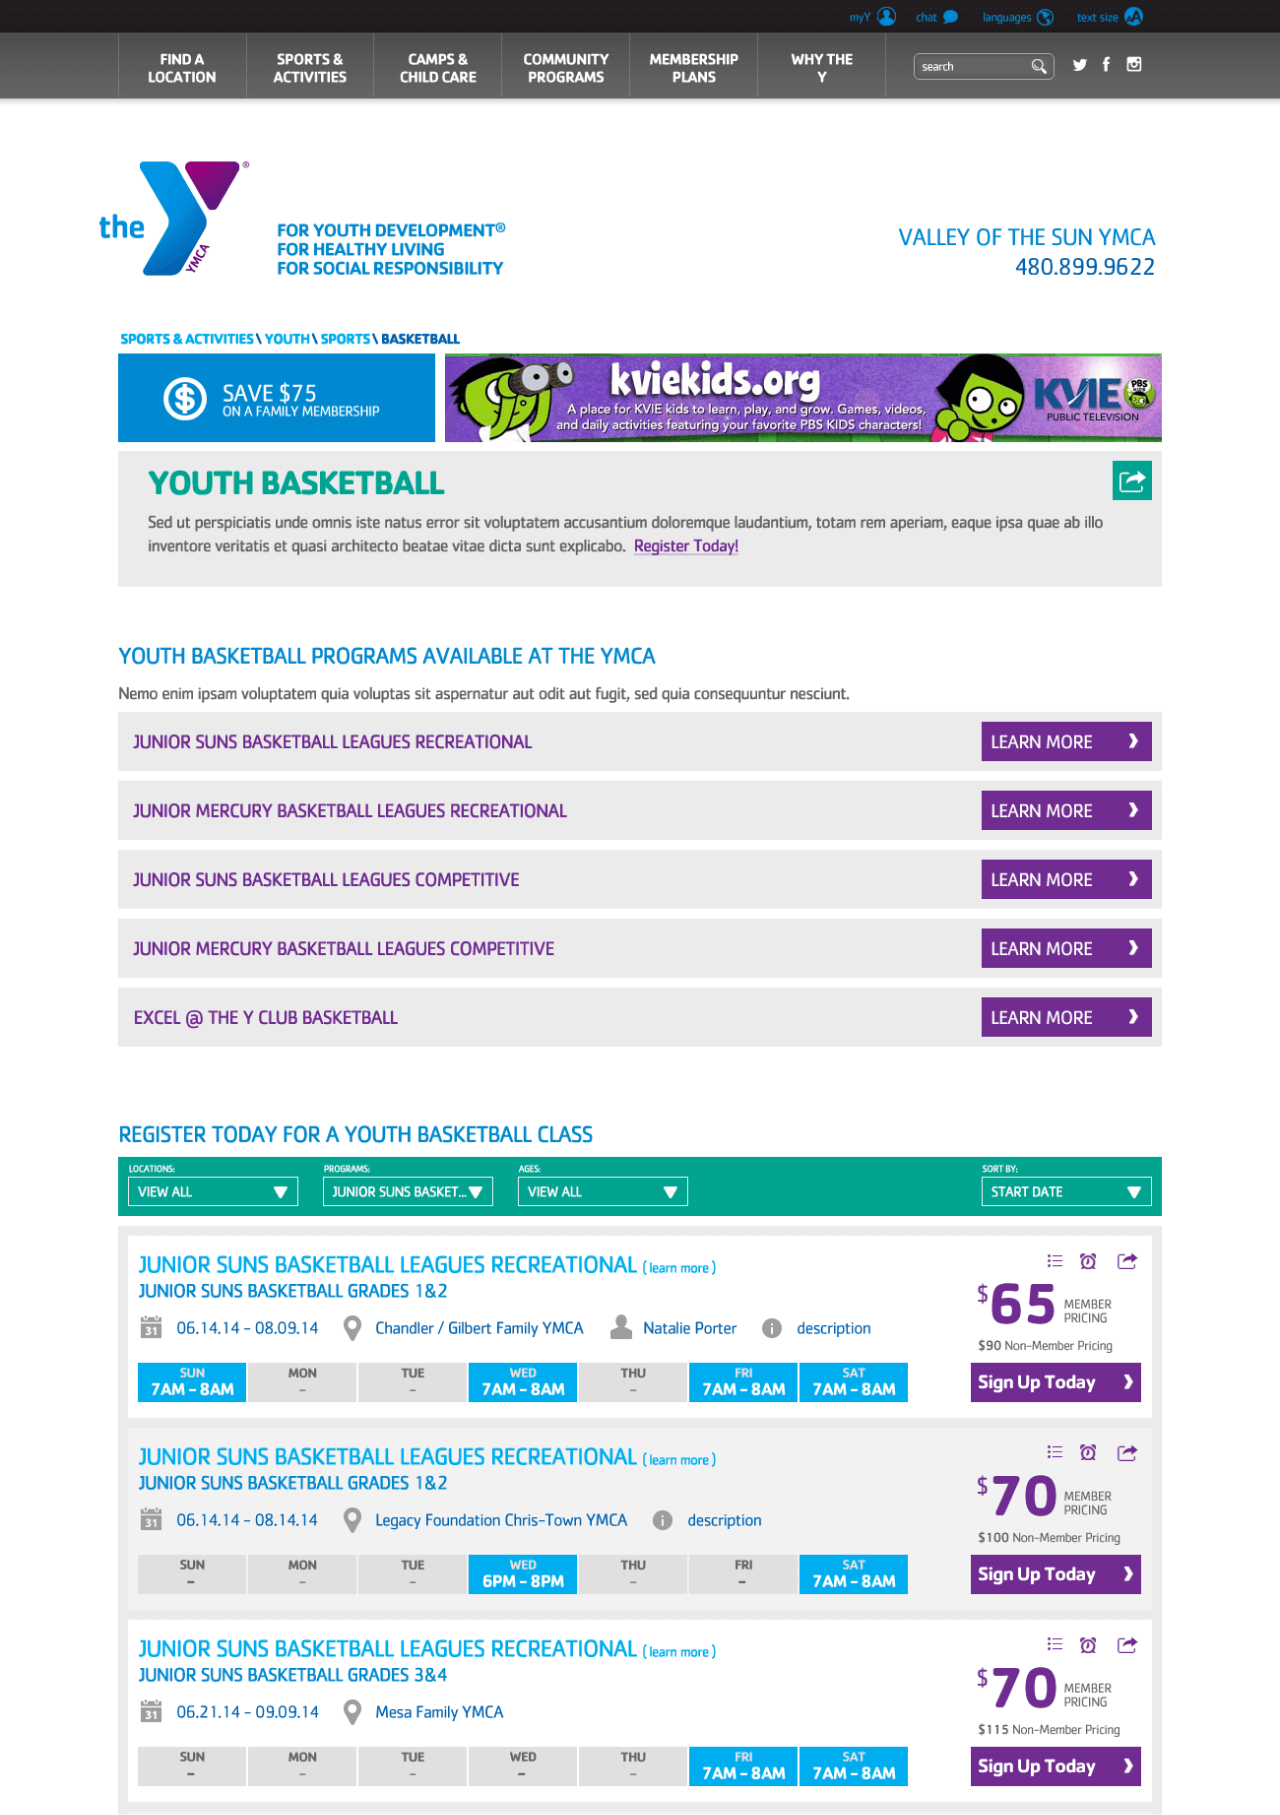 myY chat languages text size
FIND A LOCATION
SPORTS & ACTIVITIES
CAMPS & CHILD CARE
COMMUNITY PROGRAMS
MEMBERSHIP PLANS
WHY THE Y
search
the
YMCA
®
FOR YOUTH DEVELOPMENT®
FOR HEALTHY LIVING
FOR SOCIAL RESPONSIBILITY
VALLEY OF THE SUN YMCA
480.899.9622
SPORTS & ACTIVITIES \ YOUTH \ SPORTS \ BASKETBALL
SAVE $75
ON A FAMILY MEMBERSHIP
kviekids.org
A place for KVIE kids to learn, play, and grow. Games, videos,
and daily activities featuring your favorite PBS KIDS characters!
KVIE
PBS KIDS
PUBLIC TELEVISION
YOUTH BASKETBALL
Sed ut perspiciatis unde omnis iste natus error sit voluptatem accusantium doloremque laudantium, totam rem aperiam, eaque ipsa quae ab illo
inventore veritatis et quasi architecto beatae vitae dicta sunt explicabo. Register Today!
YOUTH BASKETBALL PROGRAMS AVAILABLE AT THE YMCA
Nemo enim ipsam voluptatem quia voluptas sit aspernatur aut odit aut fugit, sed quia consequuntur nesciunt.
JUNIOR SUNS BASKETBALL LEAGUES RECREATIONAL LEARN MORE
JUNIOR MERCURY BASKETBALL LEAGUES RECREATIONAL LEARN MORE
JUNIOR SUNS BASKETBALL LEAGUES COMPETITIVE LEARN MORE
JUNIOR MERCURY BASKETBALL LEAGUES COMPETITIVE LEARN MORE
EXCEL @ THE Y CLUB BASKETBALL LEARN MORE
REGISTER TODAY FOR A YOUTH BASKETBALL CLASS
LOCATIONS: PROGRAMS: AGES: SORT BY:
VIEW ALL JUNIOR SUNS BASKET... VIEW ALL START DATE
JUNIOR SUNS BASKETBALL LEAGUES RECREATIONAL ( learn more )
JUNIOR SUNS BASKETBALL GRADES 1&2
31 06.14.14 - 08.09.14 Chandler / Gilbert Family YMCA Natalie Porter i description
$65 MEMBER PRICING
$90 Non-Member Pricing
SUN MON TUE WED THU FRI SAT
7AM - 8AM - - 7AM - 8AM - 7AM - 8AM 7AM - 8AM
Sign Up Today
JUNIOR SUNS BASKETBALL LEAGUES RECREATIONAL ( learn more )
JUNIOR SUNS BASKETBALL GRADES 1&2
31 06.14.14 - 08.14.14 Legacy Foundation Chris-Town YMCA i description
$70 MEMBER PRICING
$100 Non-Member Pricing
SUN MON TUE WED THU FRI SAT
- - - 6PM - 8PM - - 7AM - 8AM
Sign Up Today
JUNIOR SUNS BASKETBALL LEAGUES RECREATIONAL ( learn more )
JUNIOR SUNS BASKETBALL GRADES 3&4
31 06.21.14 - 09.09.14 Mesa Family YMCA
$70 MEMBER PRICING
$115 Non-Member Pricing
SUN MON TUE WED THU FRI SAT
- - - - - 7AM - 8AM 7AM - 8AM
Sign Up Today